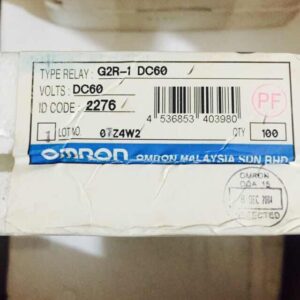 TYPE RELAY : G2R-1 DC60
VOLTS : DC60
ID CODE : 2276
4 536853 403980
PF
LOT NO 07Z4W2 QTY 100
OMRON OMRON MALAYSIA SDN BHD
OMRON
DEC 2004